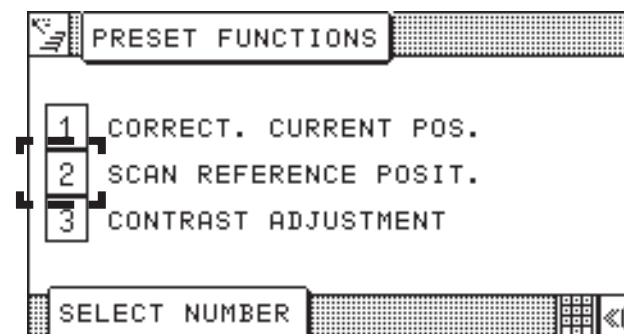 PRESET FUNCTIONS
1 CORRECT. CURRENT POS.
2 SCAN REFERENCE POSIT.
3 CONTRAST ADJUSTMENT
SELECT NUMBER